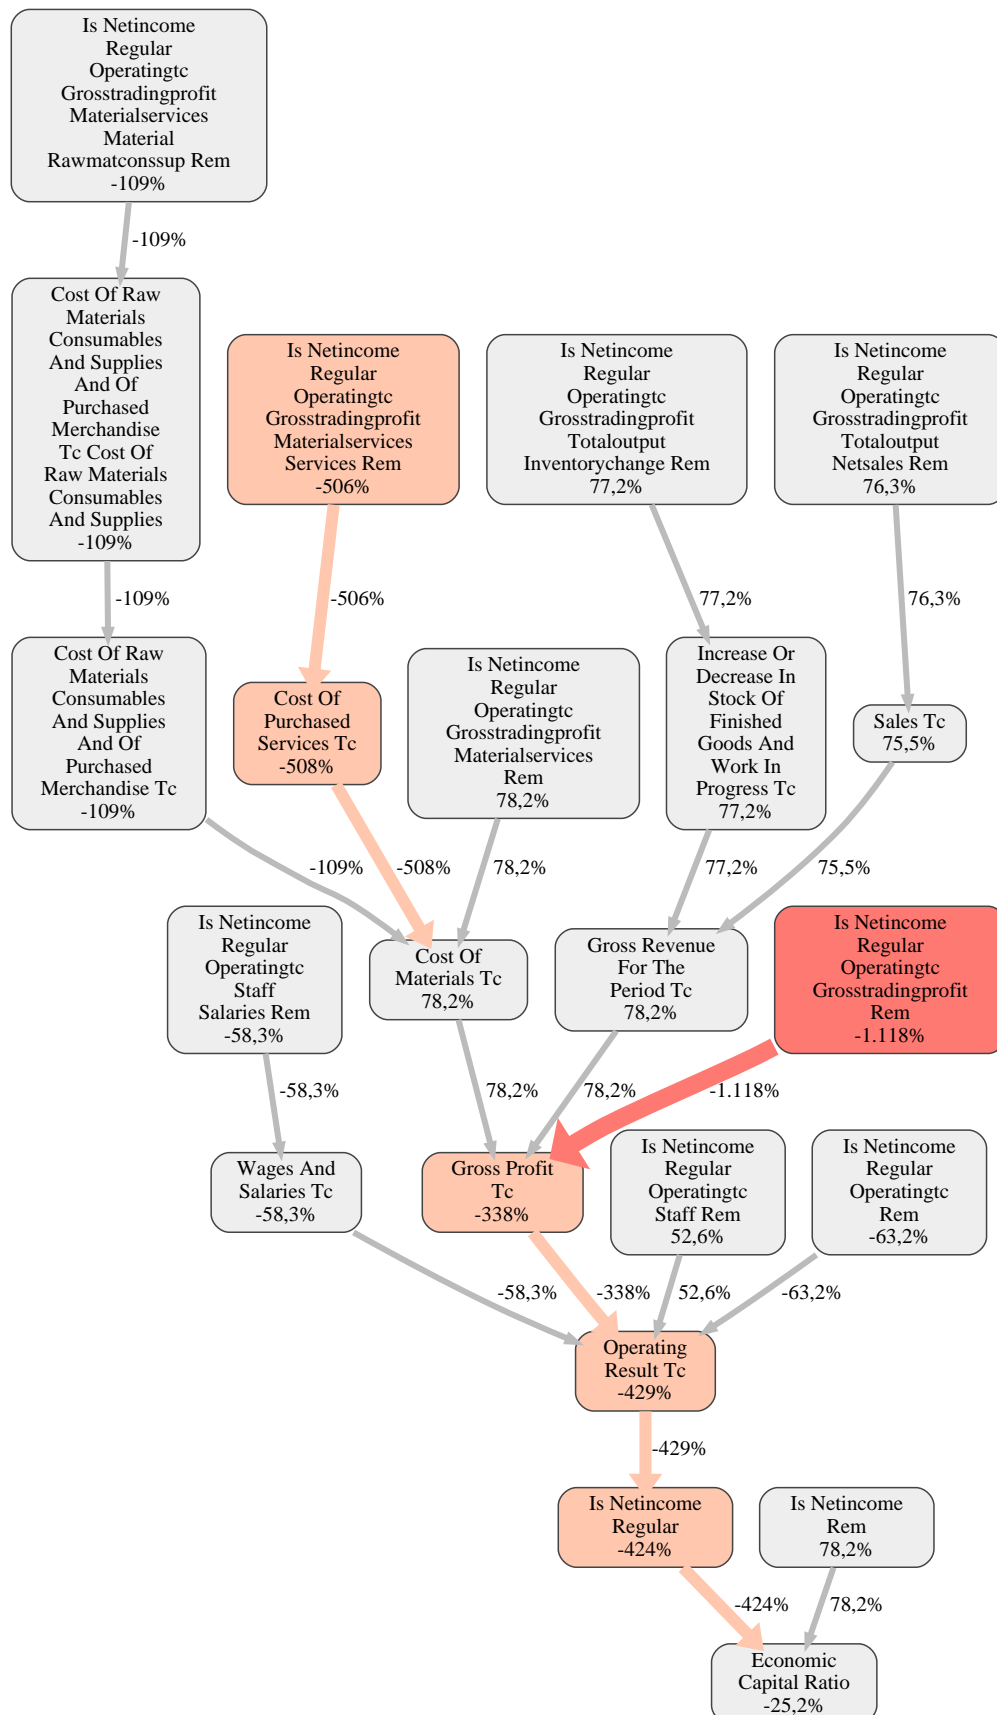 Is Netincome
Regular
Operatingtc
Grosstradingprofit
Materialservices
Material
Rawmatconssup Rem
-109%
-109%
Cost Of Raw
Materials
Consumables
And Supplies
And Of
Purchased
Merchandise
Tc Cost Of
Raw Materials
Consumables
And Supplies
-109%
Is Netincome
Regular
Operatingtc
Grosstradingprofit
Materialservices
Services Rem
-506%
Is Netincome
Regular
Operatingtc
Grosstradingprofit
Totaloutput
Inventorychange Rem
77,2%
Is Netincome
Regular
Operatingtc
Grosstradingprofit
Totaloutput
Netsales Rem
76,3%
-109%
-506%
77,2%
76,3%
Cost Of Raw
Materials
Consumables
And Supplies
And Of
Purchased
Merchandise Tc
-109%
Cost Of
Purchased
Services Tc
-508%
Is Netincome
Regular
Operatingtc
Grosstradingprofit
Materialservices
Rem
78,2%
Increase Or
Decrease In
Stock Of
Finished
Goods And
Work In
Progress Tc
77,2%
Sales Tc
75,5%
-109%
-508%
78,2%
77,2%
75,5%
Is Netincome
Regular
Operatingtc
Staff
Salaries Rem
-58,3%
Cost Of
Materials Tc
78,2%
Gross Revenue
For The
Period Tc
78,2%
Is Netincome
Regular
Operatingtc
Grosstradingprofit
Rem
-1.118%
-58,3%
78,2%
78,2%
-1.118%
Wages And
Salaries Tc
-58,3%
Gross Profit
Tc
-338%
Is Netincome
Regular
Operatingtc
Staff Rem
52,6%
Is Netincome
Regular
Operatingtc
Rem
-63,2%
-58,3%
-338%
52,6%
-63,2%
Operating
Result Tc
-429%
-429%
Is Netincome
Regular
-424%
Is Netincome
Rem
78,2%
-424%
78,2%
Economic
Capital Ratio
-25,2%